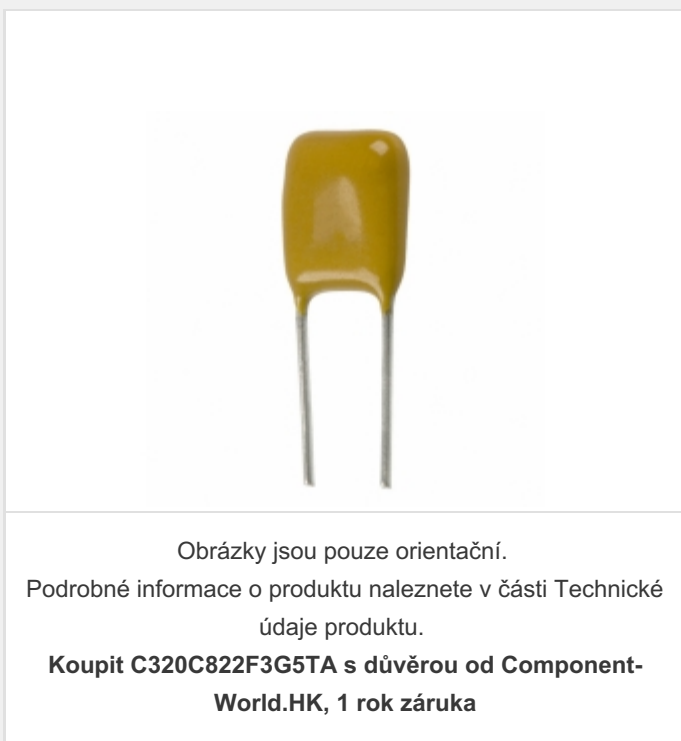 Obrázky jsou pouze orientační.
Podrobné informace o produktu naleznete v části Technické
údaje produktu.
Koupit C320C822F3G5TA s důvěrou od Component-
World.HK, 1 rok záruka